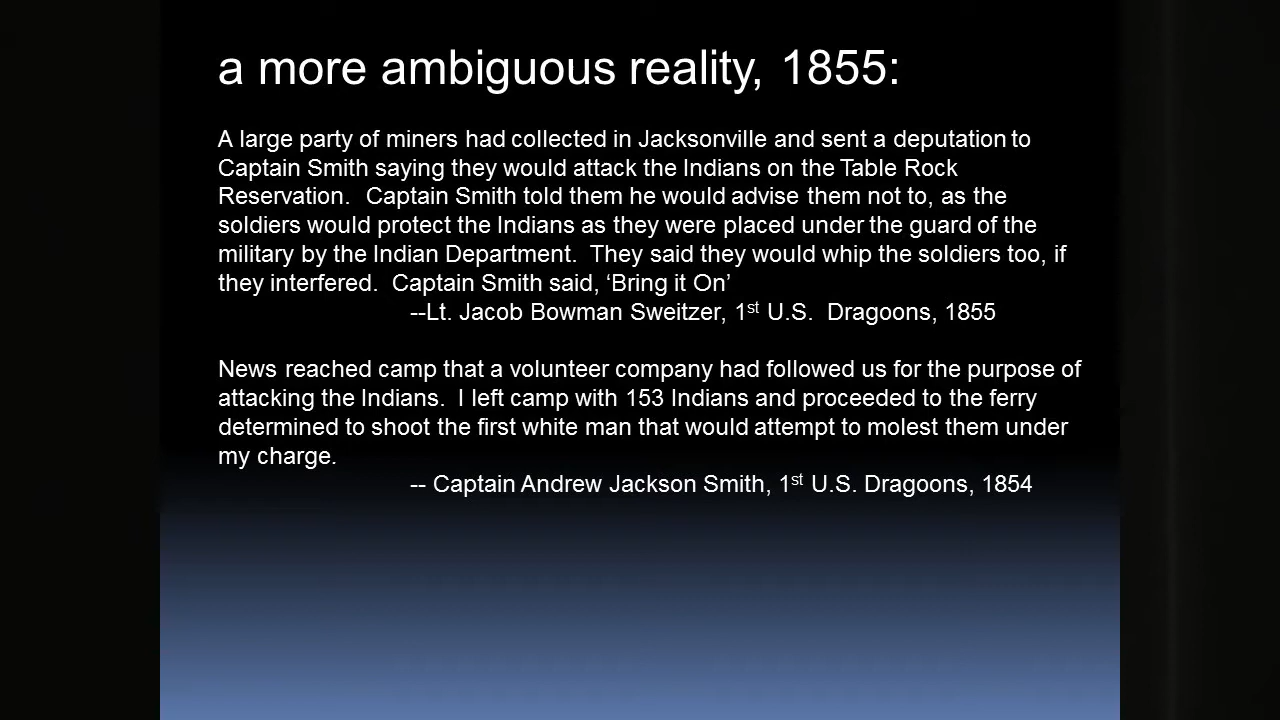 a more ambiguous reality, 1855:
A large party of miners had collected in Jacksonville and sent a deputation to
Captain Smith saying they would attack the Indians on the Table Rock
Reservation.  Captain Smith told them he would advise them not to, as the
soldiers would protect the Indians as they were placed under the guard of the
military by the Indian Department.  They said they would whip the soldiers too, if
they interfered.  Captain Smith said, ‘Bring it On’
--Lt. Jacob Bowman Sweitzer, 1st U.S.  Dragoons, 1855
News reached camp that a volunteer company had followed us for the purpose of
attacking the Indians.  I left camp with 153 Indians and proceeded to the ferry
determined to shoot the first white man that would attempt to molest them under
my charge.
-- Captain Andrew Jackson Smith, 1st U.S. Dragoons, 1854